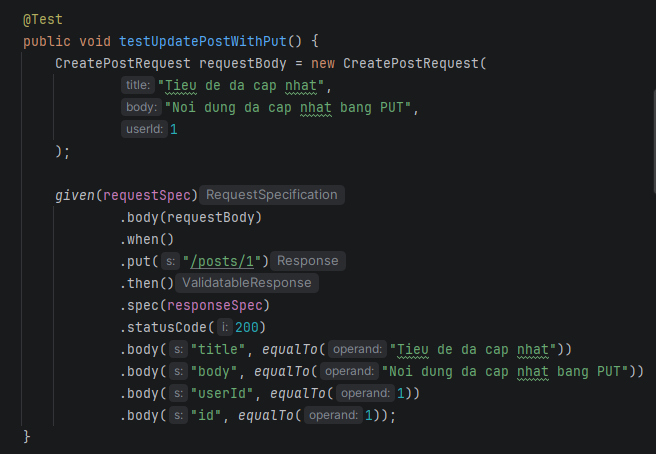 @Test
public void testUpdatePostWithPut() {
CreatePostRequest requestBody = new CreatePostRequest(
title: "Tieu de da cap nhat",
body: "Noi dung da cap nhat bang PUT",
userId: 1
);
given(requestSpec) RequestSpecification
.body(requestBody)
.when()
.put( s: "/posts/1") Response
.then() ValidatableResponse
.spec(responseSpec)
.statusCode( i: 200)
.body( s: "title", equalTo( operand: "Tieu de da cap nhat"))
.body( s: "body", equalTo( operand: "Noi dung da cap nhat bang PUT"))
.body( s: "userId", equalTo( operand: 1))
.body( s: "id", equalTo( operand: 1));
}